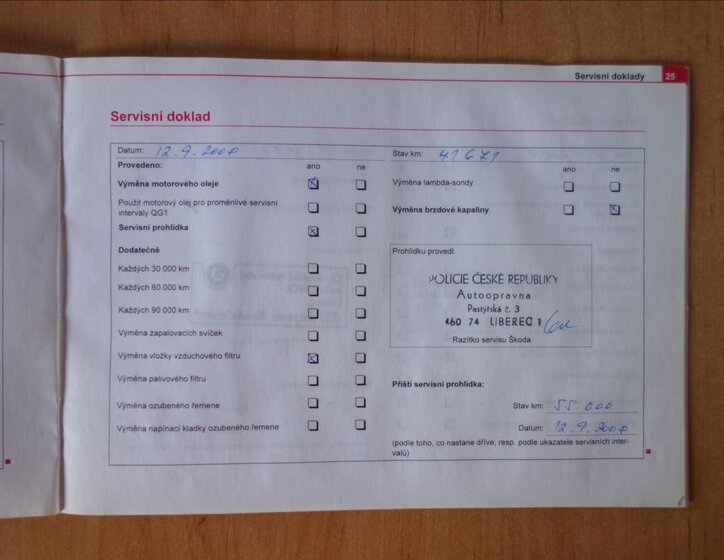 Servisní doklady 25
Servisní doklad
Datum: 12.9.2000
Stav km: 41671
Provedeno: ano ne
ano ne
Výměna motorového oleje
Výměna lambda-sondy
Použit motorový olej pro proměnlivé servisní
intervaly QG1
Výměna brzdové kapaliny
Servisní prohlídka
Dodatečně
Každých 30 000 km
Každých 60 000 km
Každých 90 000 km
Výměna zapalovacích svíček
Výměna vložky vzduchového filtru
Výměna palivového filtru
Výměna ozubeného řemene
Výměna napínací kladky ozubeného řemene
Prohlídku provedl:
POLICIE ČESKÉ REPUBLIKY
Autoopravna
Pastýřská č. 3
460 74 LIBEREC 1
Razítko servisu Škoda
Příští servisní prohlídka:
Stav km: 55 000
Datum: 12.9.200
(podle toho, co nastane dříve, resp. podle ukazatele servisních inter-
valů)